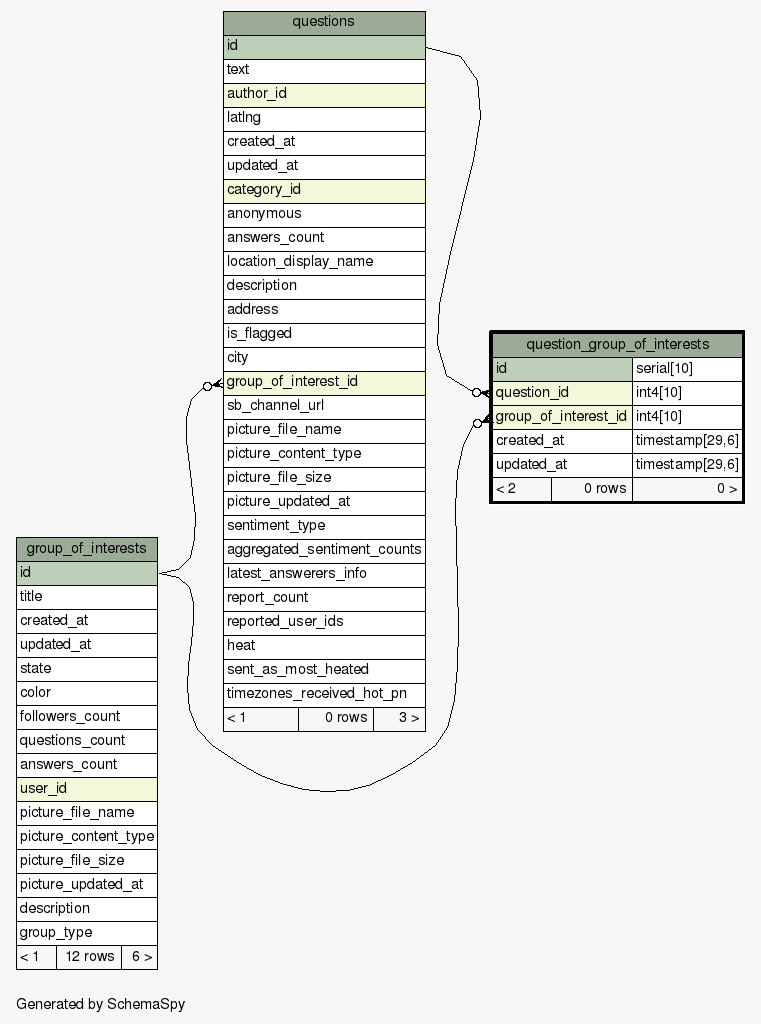 questions
id
text
author_id
latlng
created_at
updated_at
category_id
anonymous
answers_count
location_display_name
description
address
is_flagged
city
group_of_interest_id
sb_channel_url
picture_file_name
picture_content_type
picture_file_size
picture_updated_at
sentiment_type
aggregated_sentiment_counts
latest_answerers_info
report_count
reported_user_ids
heat
sent_as_most_heated
timezones_received_hot_pn
< 1 0 rows 3 >
question_group_of_interests
id serial[10]
question_id int4[10]
group_of_interest_id int4[10]
created_at timestamp[29,6]
updated_at timestamp[29,6]
< 2 0 rows 0 >
group_of_interests
id
title
created_at
updated_at
state
color
followers_count
questions_count
answers_count
user_id
picture_file_name
picture_content_type
picture_file_size
picture_updated_at
description
group_type
< 1 12 rows 6 >
Generated by SchemaSpy